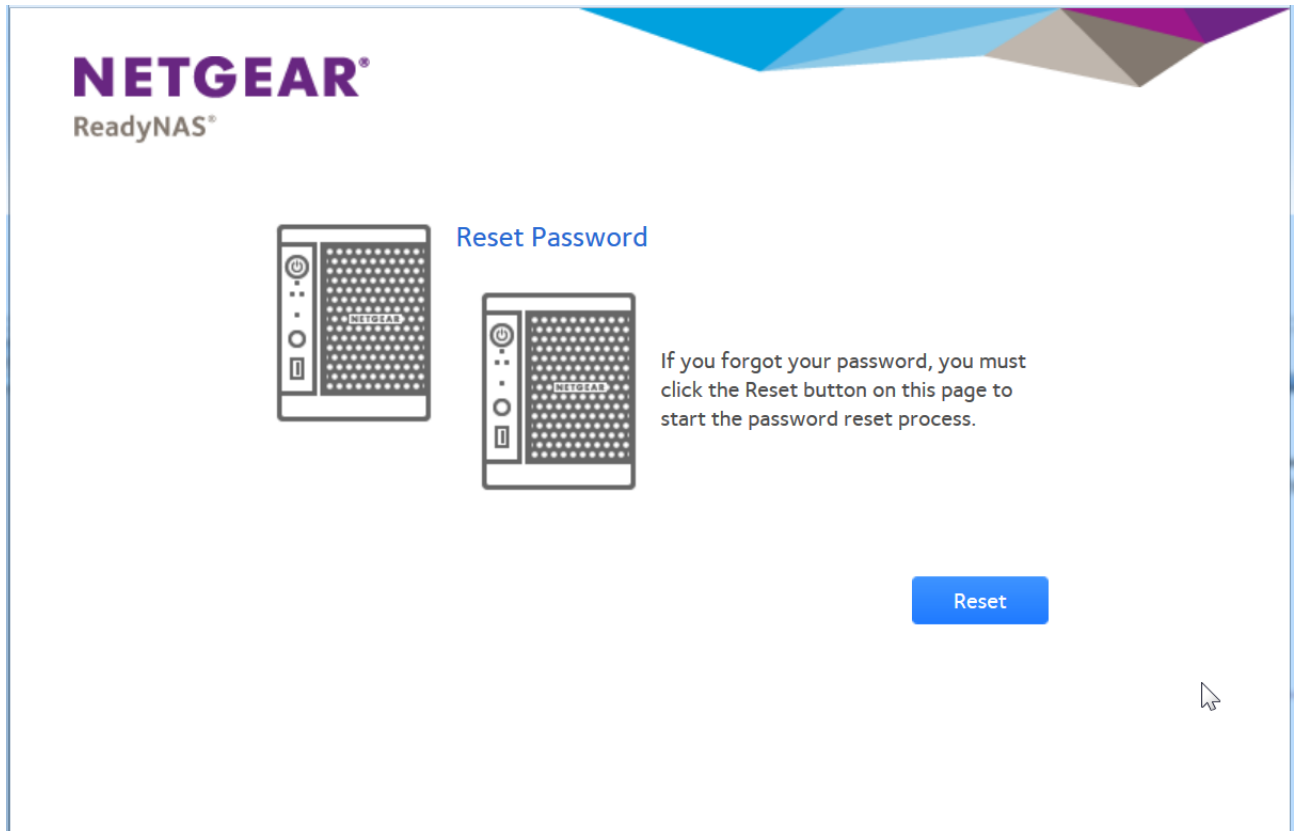 NETGEAR®
ReadyNAS®
Reset Password
NETGEAR
NETGEAR
If you forgot your password, you must
click the Reset button on this page to
start the password reset process.
Reset